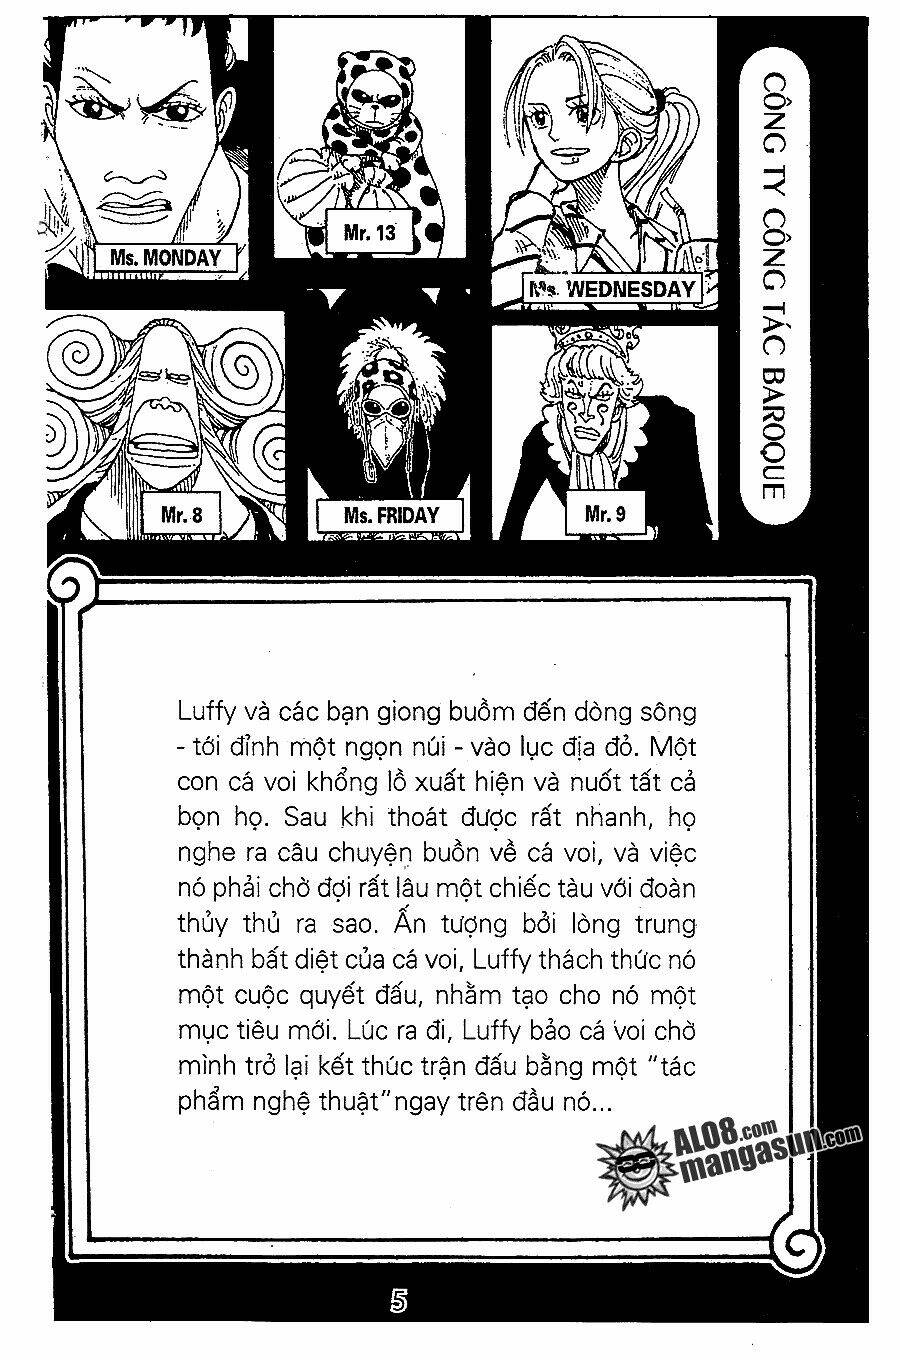 Ms. MONDAY
Mr. 13
Ms. WEDNESDAY
CÔNG TY CÔNG TÁC BAROQUE
Mr. 8
Ms. FRIDAY
Mr. 9
Luffy và các bạn giong buồm đến dòng sông
- tới đỉnh một ngọn núi - vào lục địa đỏ. Một
con cá voi khổng lồ xuất hiện và nuốt tất cả
bọn họ. Sau khi thoát được rất nhanh, họ
nghe ra câu chuyện buồn về cá voi, và việc
nó phải chờ đợi rất lâu một chiếc tàu với đoàn
thủy thủ ra sao. Ấn tượng bởi lòng trung
thành bất diệt của cá voi, Luffy thách thức nó
một cuộc quyết đấu, nhằm tạo cho nó một
mục tiêu mới. Lúc ra đi, Luffy bảo cá voi chờ
mình trở lại kết thúc trận đấu bằng một "tác
phẩm nghệ thuật"ngay trên đầu nó...
ALO8.com
mangasun.com
5